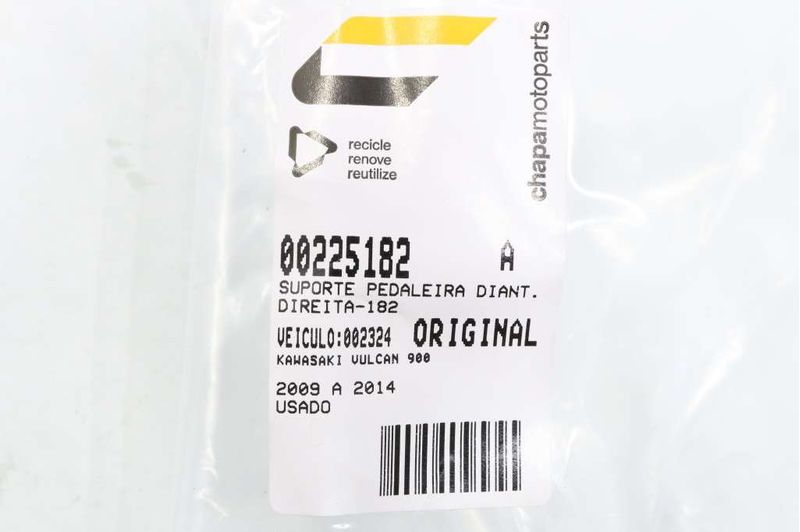 recicle
renove
reutilize
chapamotoparts
00225182 A
SUPORTE PEDALEIRA DIANT.
DIREITA-182
VEICULO:002324 ORIGINAL
KAWASAKI VULCAN 900
2009 A 2014
USADO